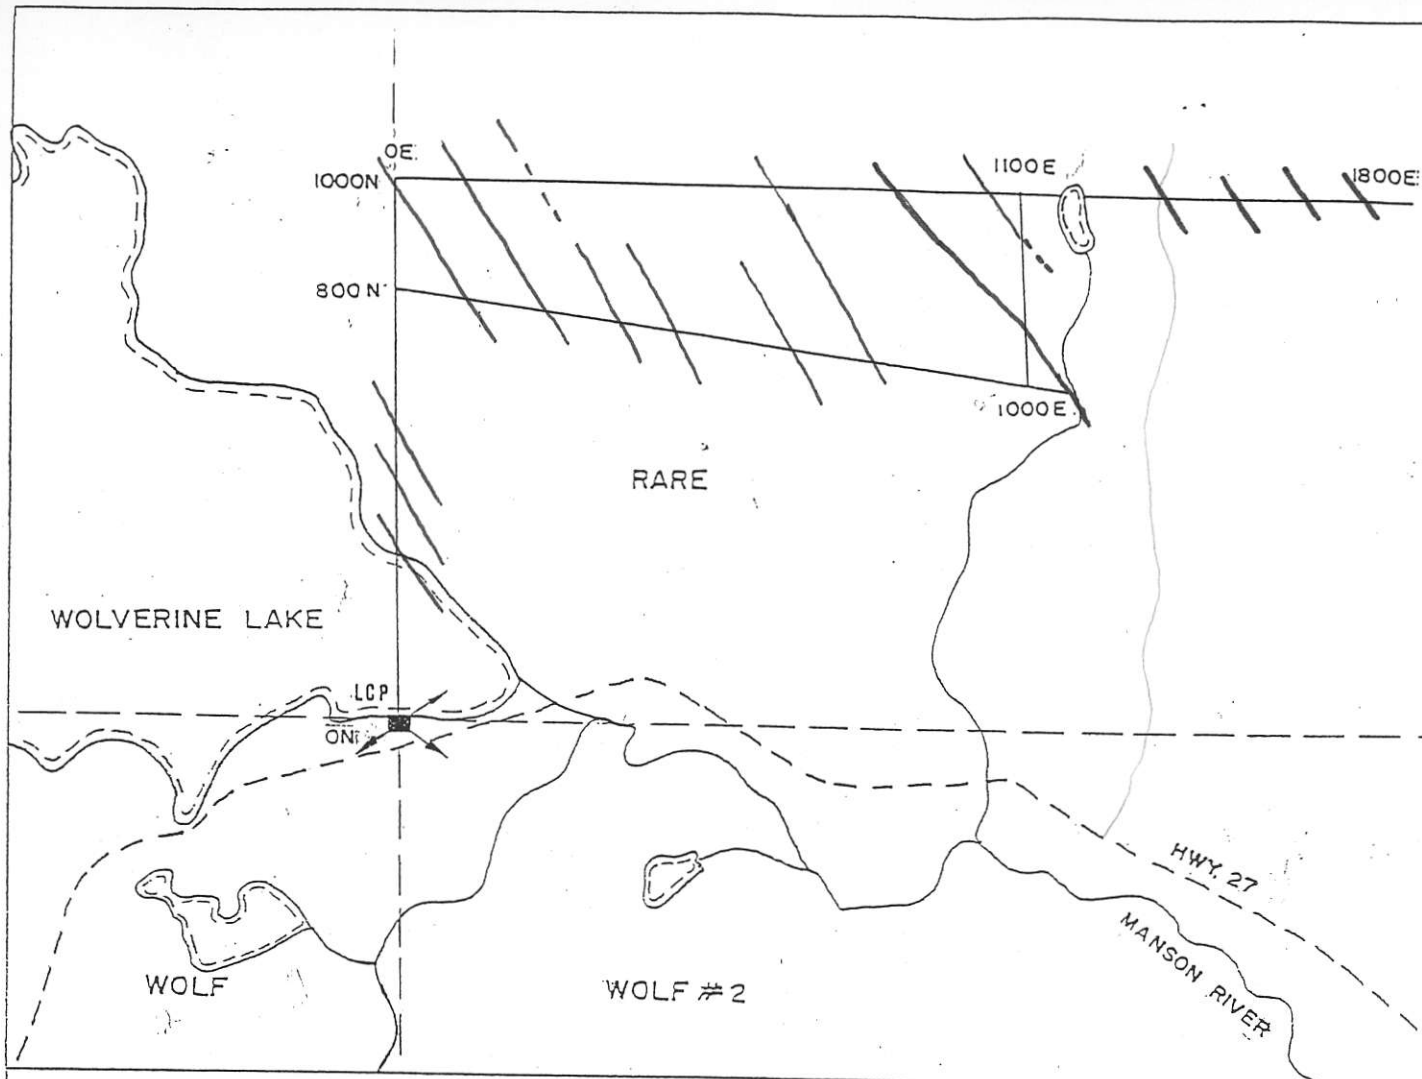 OE
1100E
1000N
1800E
800N
1000E
RARE
WOLVERINE LAKE
LCP
ON
HWY. 27
MANSON RIVER
WOLF
WOLF #2